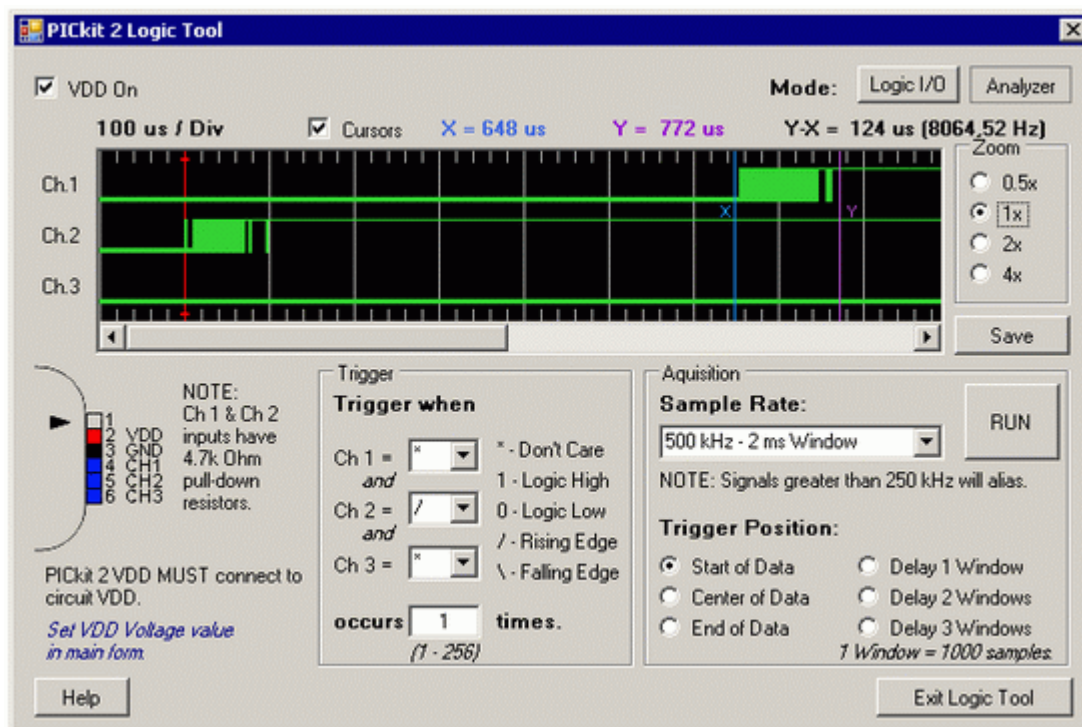 PICkit 2 Logic Tool
VDD On
Mode: Logic I/O Analyzer
100 us / Div Cursors X = 648 us Y = 772 us Y-X = 124 us (8064,52 Hz)
Zoom
Ch.1
0.5x
X Y
1x
Ch.2
2x
Ch.3
4x
Save
NOTE:
Ch 1 & Ch 2
inputs have
4.7k Ohm
pull-down
resistors.
1
2 VDD
3 GND
4 CH1
5 CH2
6 CH3
PICkit 2 VDD MUST connect to
circuit VDD.
Set VDD Voltage value
in main form.
Trigger
Trigger when
Ch 1 = *
and
Ch 2 = /
and
Ch 3 = *
* - Don't Care
1 - Logic High
0 - Logic Low
/ - Rising Edge
\ - Falling Edge
occurs 1 times.
(1 - 256)
Aquisition
Sample Rate:
500 kHz - 2 ms Window
RUN
NOTE: Signals greater than 250 kHz will alias.
Trigger Position:
Start of Data Delay 1 Window
Center of Data Delay 2 Windows
End of Data Delay 3 Windows
1 Window = 1000 samples.
Help
Exit Logic Tool